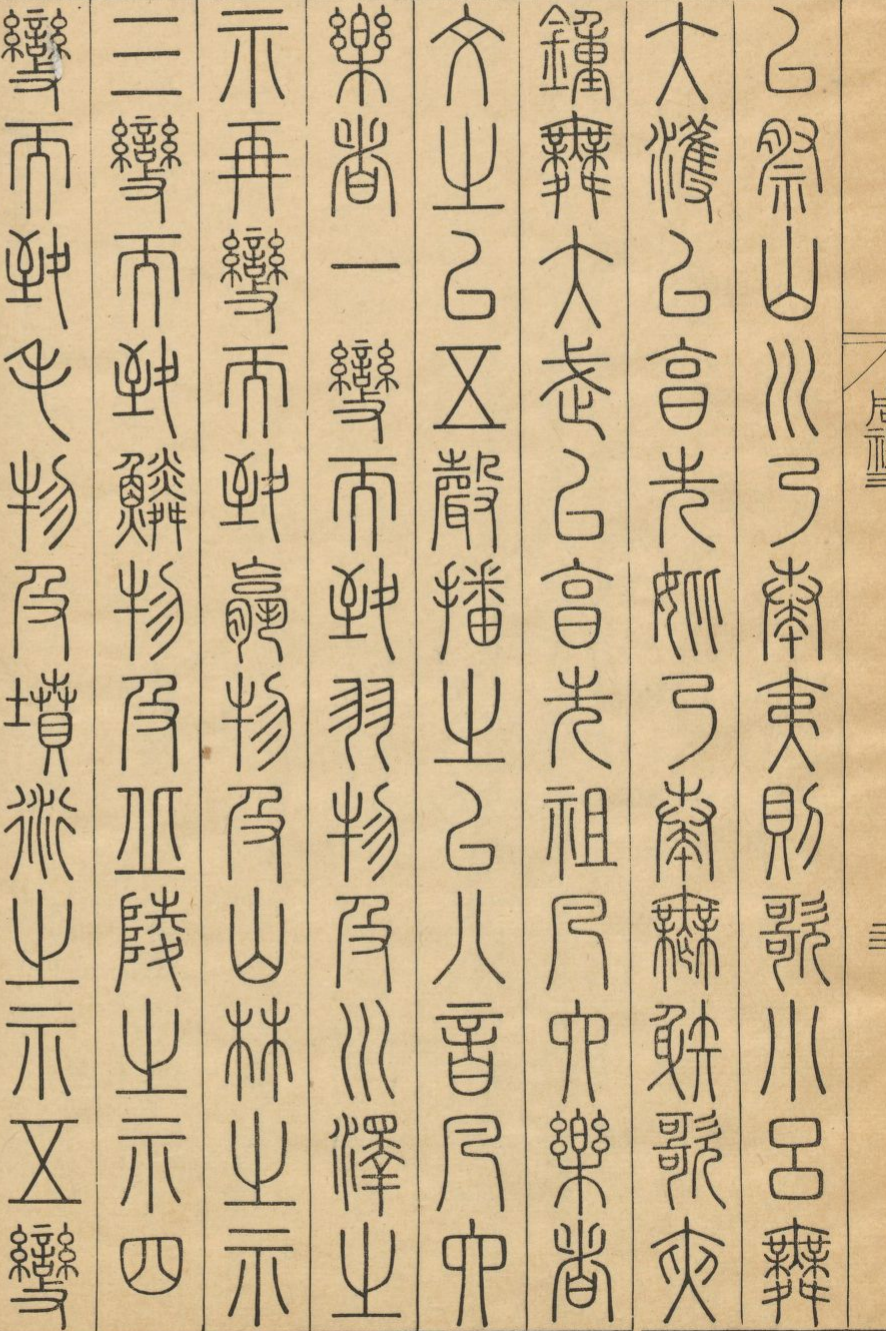 以祭山川乃奏夷則歌小呂舞
大濩以享先妣乃奏無射歌夾
鍾舞大武以享先祖凡六樂者
文之以五聲播之以八音凡六
樂者一變而致羽物及川澤之
示再變而致臝物及山林之示
三變而致鱗物及丘陵之示四
變而致毛物及墳衍之示五變